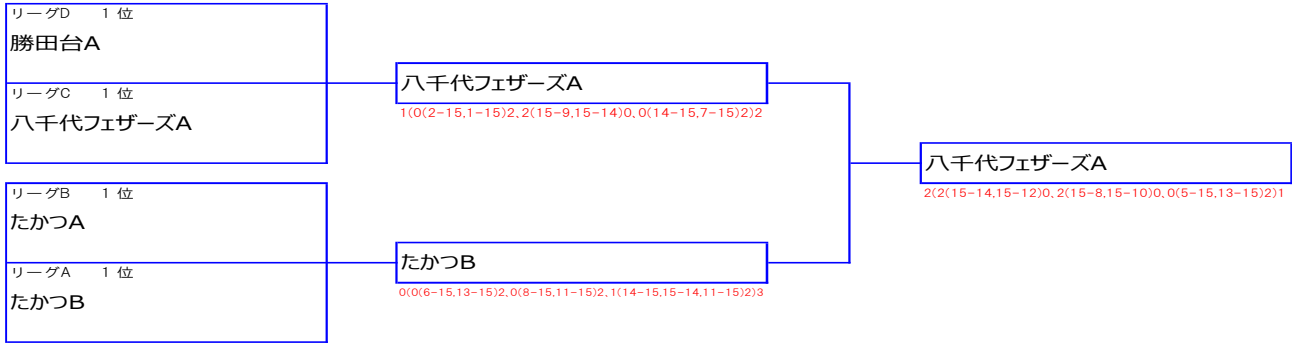 リーグD 1 位
勝田台A
リーグC 1 位
八千代フェザーズA
リーグB 1 位
たかつA
リーグA 1 位
たかつB
八千代フェザーズA
1(0(2-15,1-15)2,2(15-9,15-14)0,0(14-15,7-15)2)2
たかつB
0(0(6-15,13-15)2,0(8-15,11-15)2,1(14-15,15-14,11-15)2)3
八千代フェザーズA
2(2(15-14,15-12)0,2(15-8,15-10)0,0(5-15,13-15)2)1